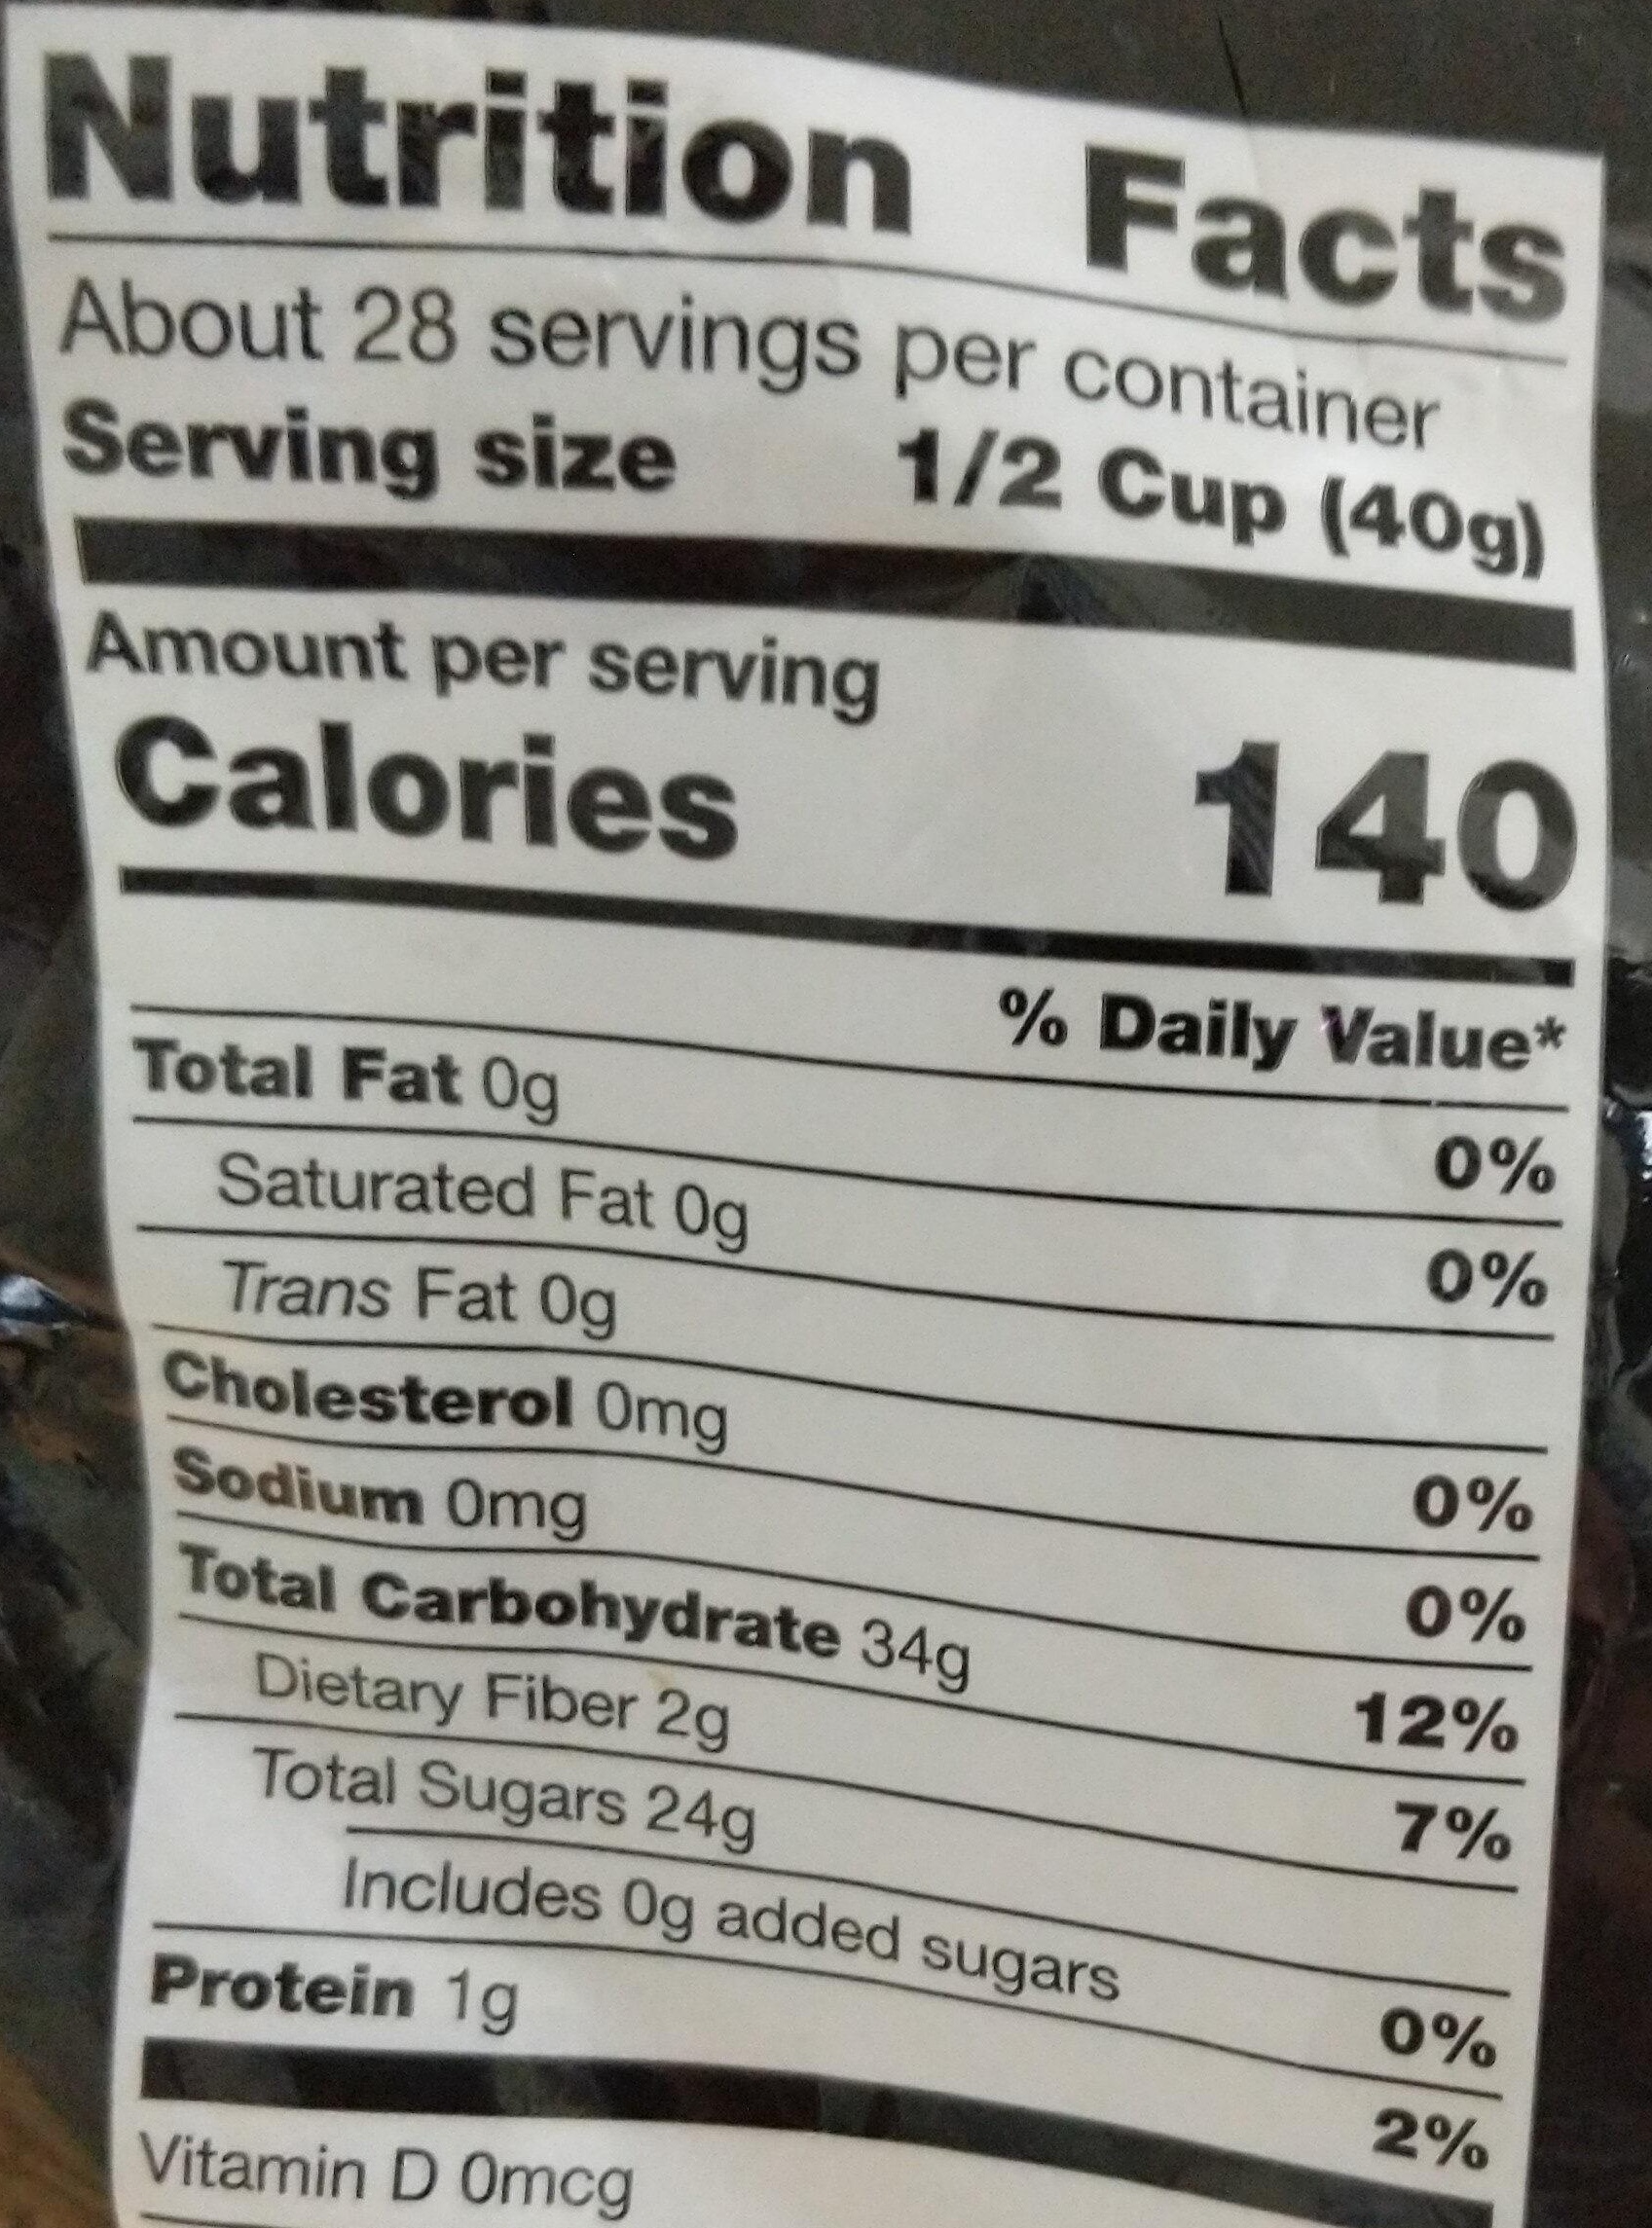 Nutrition Facts
About 28 servings per container
Serving size 1/2 Cup (40g)
Amount per serving
Calories 140
% Daily Value*
Total Fat 0g 0%
Saturated Fat 0g 0%
Trans Fat 0g
Cholesterol 0mg 0%
Sodium 0mg 0%
Total Carbohydrate 34g 12%
Dietary Fiber 2g 7%
Total Sugars 24g
Includes 0g added sugars 0%
Protein 1g 2%
Vitamin D 0mcg